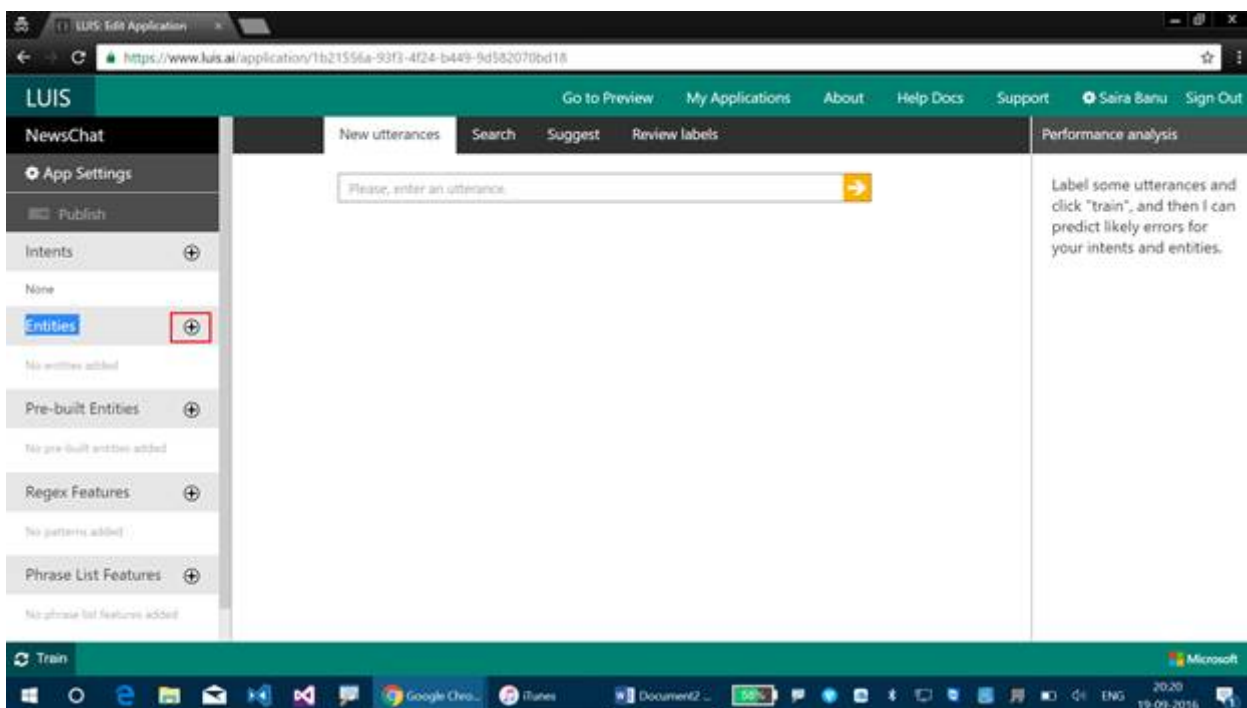 LUIS: Edit Application
https://www.luis.ai/application/1b21556a-93f3-4f24-b449-9d582070bd18
LUIS
Go to Preview My Applications About Help Docs Support Saira Banu Sign Out
NewsChat
New utterances Search Suggest Review labels
Performance analysis
App Settings
Please, enter an utterance.
Label some utterances and
click "train", and then I can
predict likely errors for
your intents and entities.
Publish
Intents
None
Entities
No entities added
Pre-built Entities
No pre-built entities added
Regex Features
No patterns added
Phrase List Features
No phrase list features added
Train
Microsoft
Google Chro... iTunes Document2 ... ENG 20:20
19-09-2016